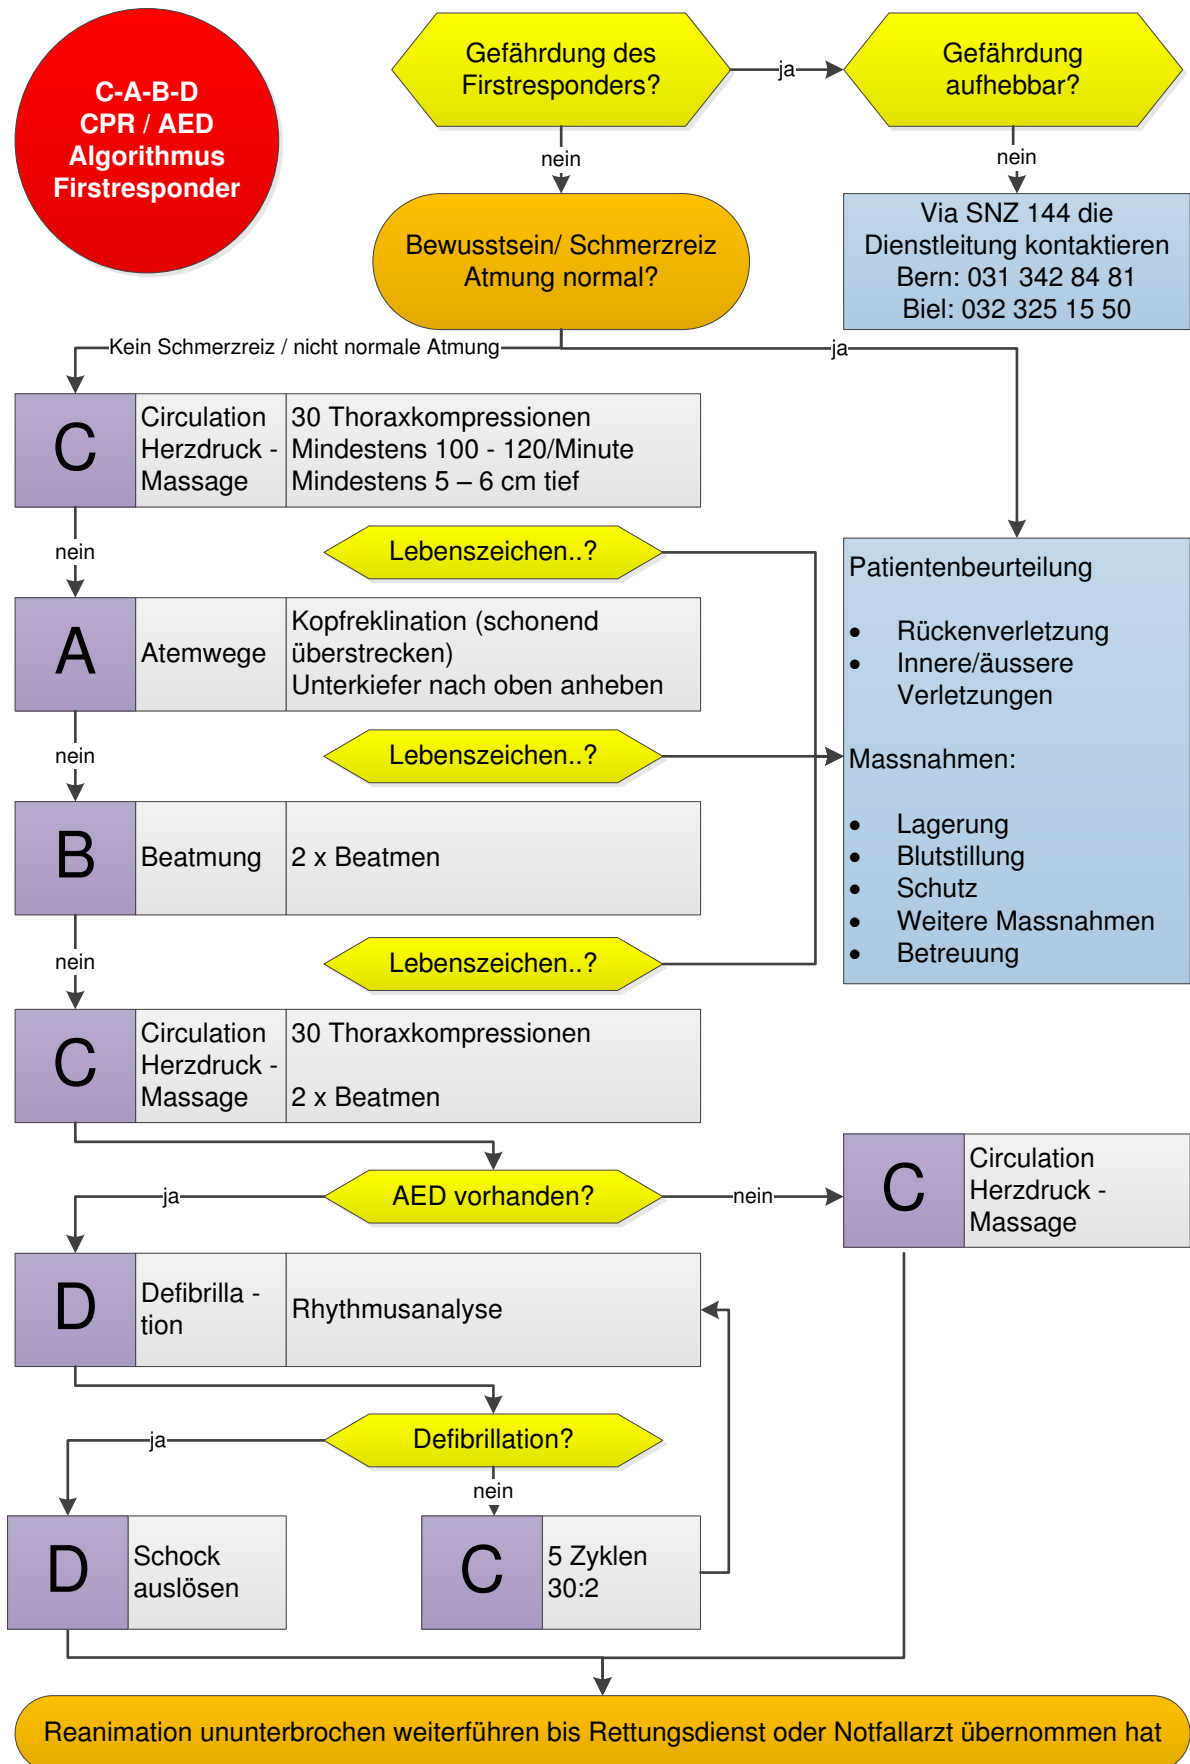 C-A-B-D
CPR / AED
Algorithmus
Firstresponder
Gefährdung des
Firstresponders?
ja
Gefährdung
aufhebbar?
nein
nein
Bewusstsein/ Schmerzreiz
Atmung normal?
Via SNZ 144 die
Dienstleitung kontaktieren
Bern: 031 342 84 81
Biel: 032 325 15 50
Kein Schmerzreiz / nicht normale Atmung
ja
C
Circulation
Herzdruck -
Massage
30 Thoraxkompressionen
Mindestens 100 - 120/Minute
Mindestens 5 – 6 cm tief
nein
Lebenszeichen..?
A
Atemwege
Kopfreklination (schonend
überstrecken)
Unterkiefer nach oben anheben
nein
Lebenszeichen..?
B
Beatmung
2 x Beatmen
nein
Lebenszeichen..?
Patientenbeurteilung
• Rückenverletzung
• Innere/äussere
Verletzungen
Massnahmen:
• Lagerung
• Blutstillung
• Schutz
• Weitere Massnahmen
• Betreuung
C
Circulation
Herzdruck -
Massage
30 Thoraxkompressionen
2 x Beatmen
AED vorhanden?
ja
nein
C
Circulation
Herzdruck -
Massage
D
Defibrilla -
tion
Rhythmusanalyse
Defibrillation?
ja
nein
D
Schock
auslösen
C
5 Zyklen
30:2
Reanimation ununterbrochen weiterführen bis Rettungsdienst oder Notfallarzt übernommen hat